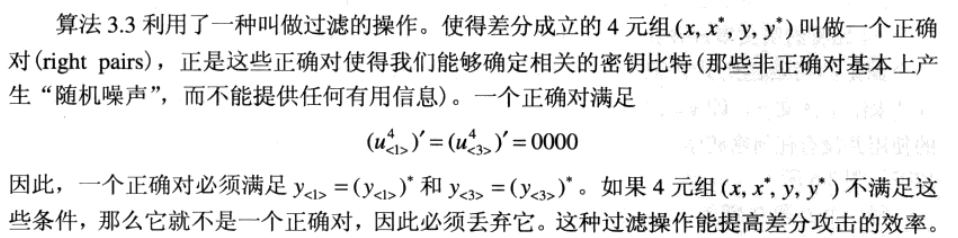 算法 3.3 利用了一种叫做过滤的操作。使得差分成立的 4 元组(x, x*, y, y*)叫做一个正确
对(right pairs)，正是这些正确对使得我们能够确定相关的密钥比特(那些非正确对基本上产
生“随机噪声”，而不能提供任何有用信息)。一个正确对满足
(u⁴<1>)′ = (u⁴<3>)′ = 0000
因此，一个正确对必须满足 y<1> = (y<1>)* 和 y<3> = (y<3>)*。如果 4 元组(x, x*, y, y*)不满足这
些条件，那么它就不是一个正确对，因此必须丢弃它。这种过滤操作能提高差分攻击的效率。